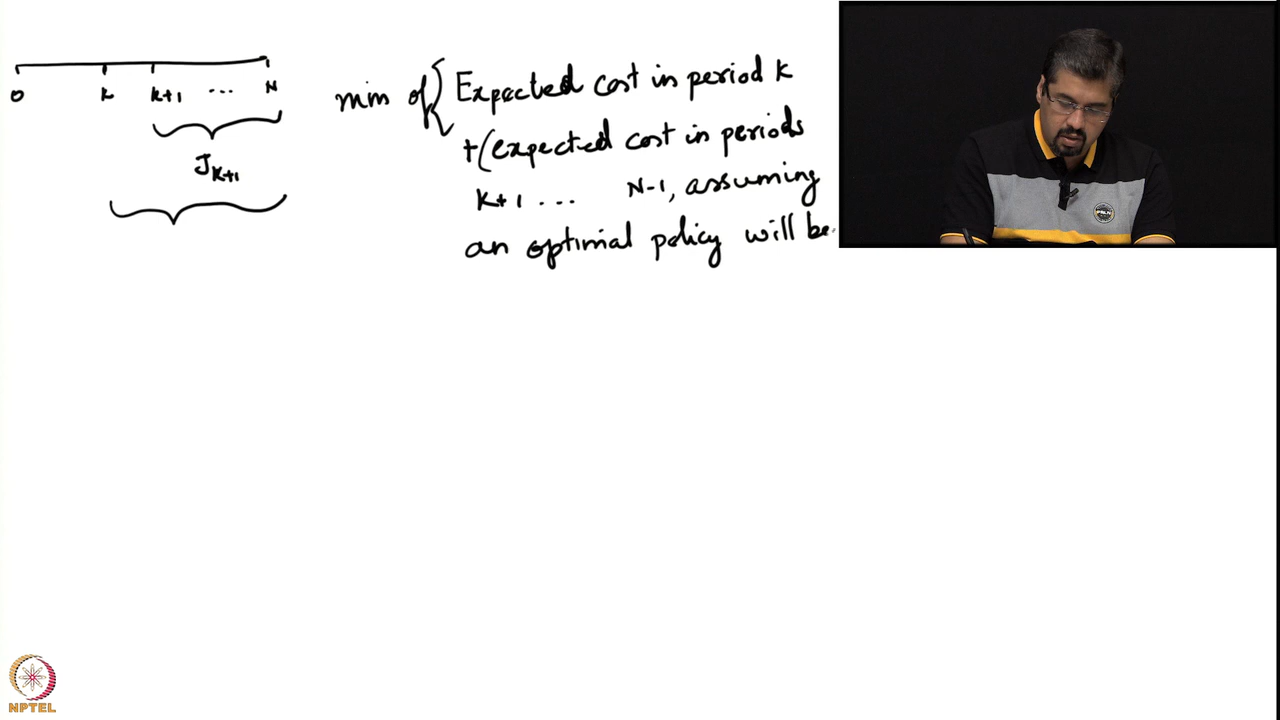 0 k k+1 ... N
J_{k+1}
min of { Expected cost in period k
+ (expected cost in periods
k+1 ... N-1, assuming
an optimal policy will be
NPTEL